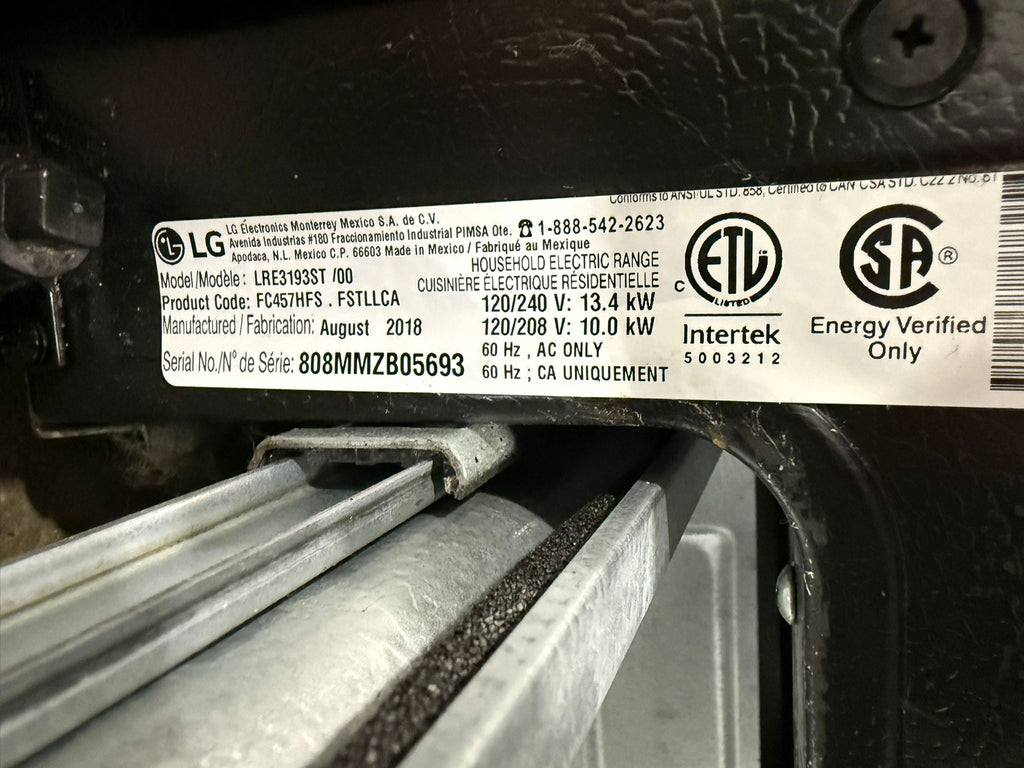 Conforms to ANSI/UL STD. 858, Certified to CAN CSA STD. C22 2 No. 61
LG
LG Electronics Monterrey Mexico S.A. de C.V.
Avenida Industrias #180 Fraccionamiento Industrial PIMSA Ote. ☎ 1-888-542-2623
Apodaca, N.L. Mexico C.P. 66603 Made in Mexico / Fabriqué au Mexique
HOUSEHOLD ELECTRIC RANGE
Model/Modèle: LRE3193ST /00
CUISINIÈRE ÉLECTRIQUE RÉSIDENTIELLE
Product Code: FC457HFS . FSTLLCA
120/240 V: 13.4 kW
Manufactured / Fabrication: August 2018
120/208 V: 10.0 kW
60 Hz , AC ONLY
Serial No./Nº de Série: 808MMZB05693
60 Hz ; CA UNIQUEMENT
C ETL
LISTED
Intertek
5003212
SA ®
Energy Verified
Only